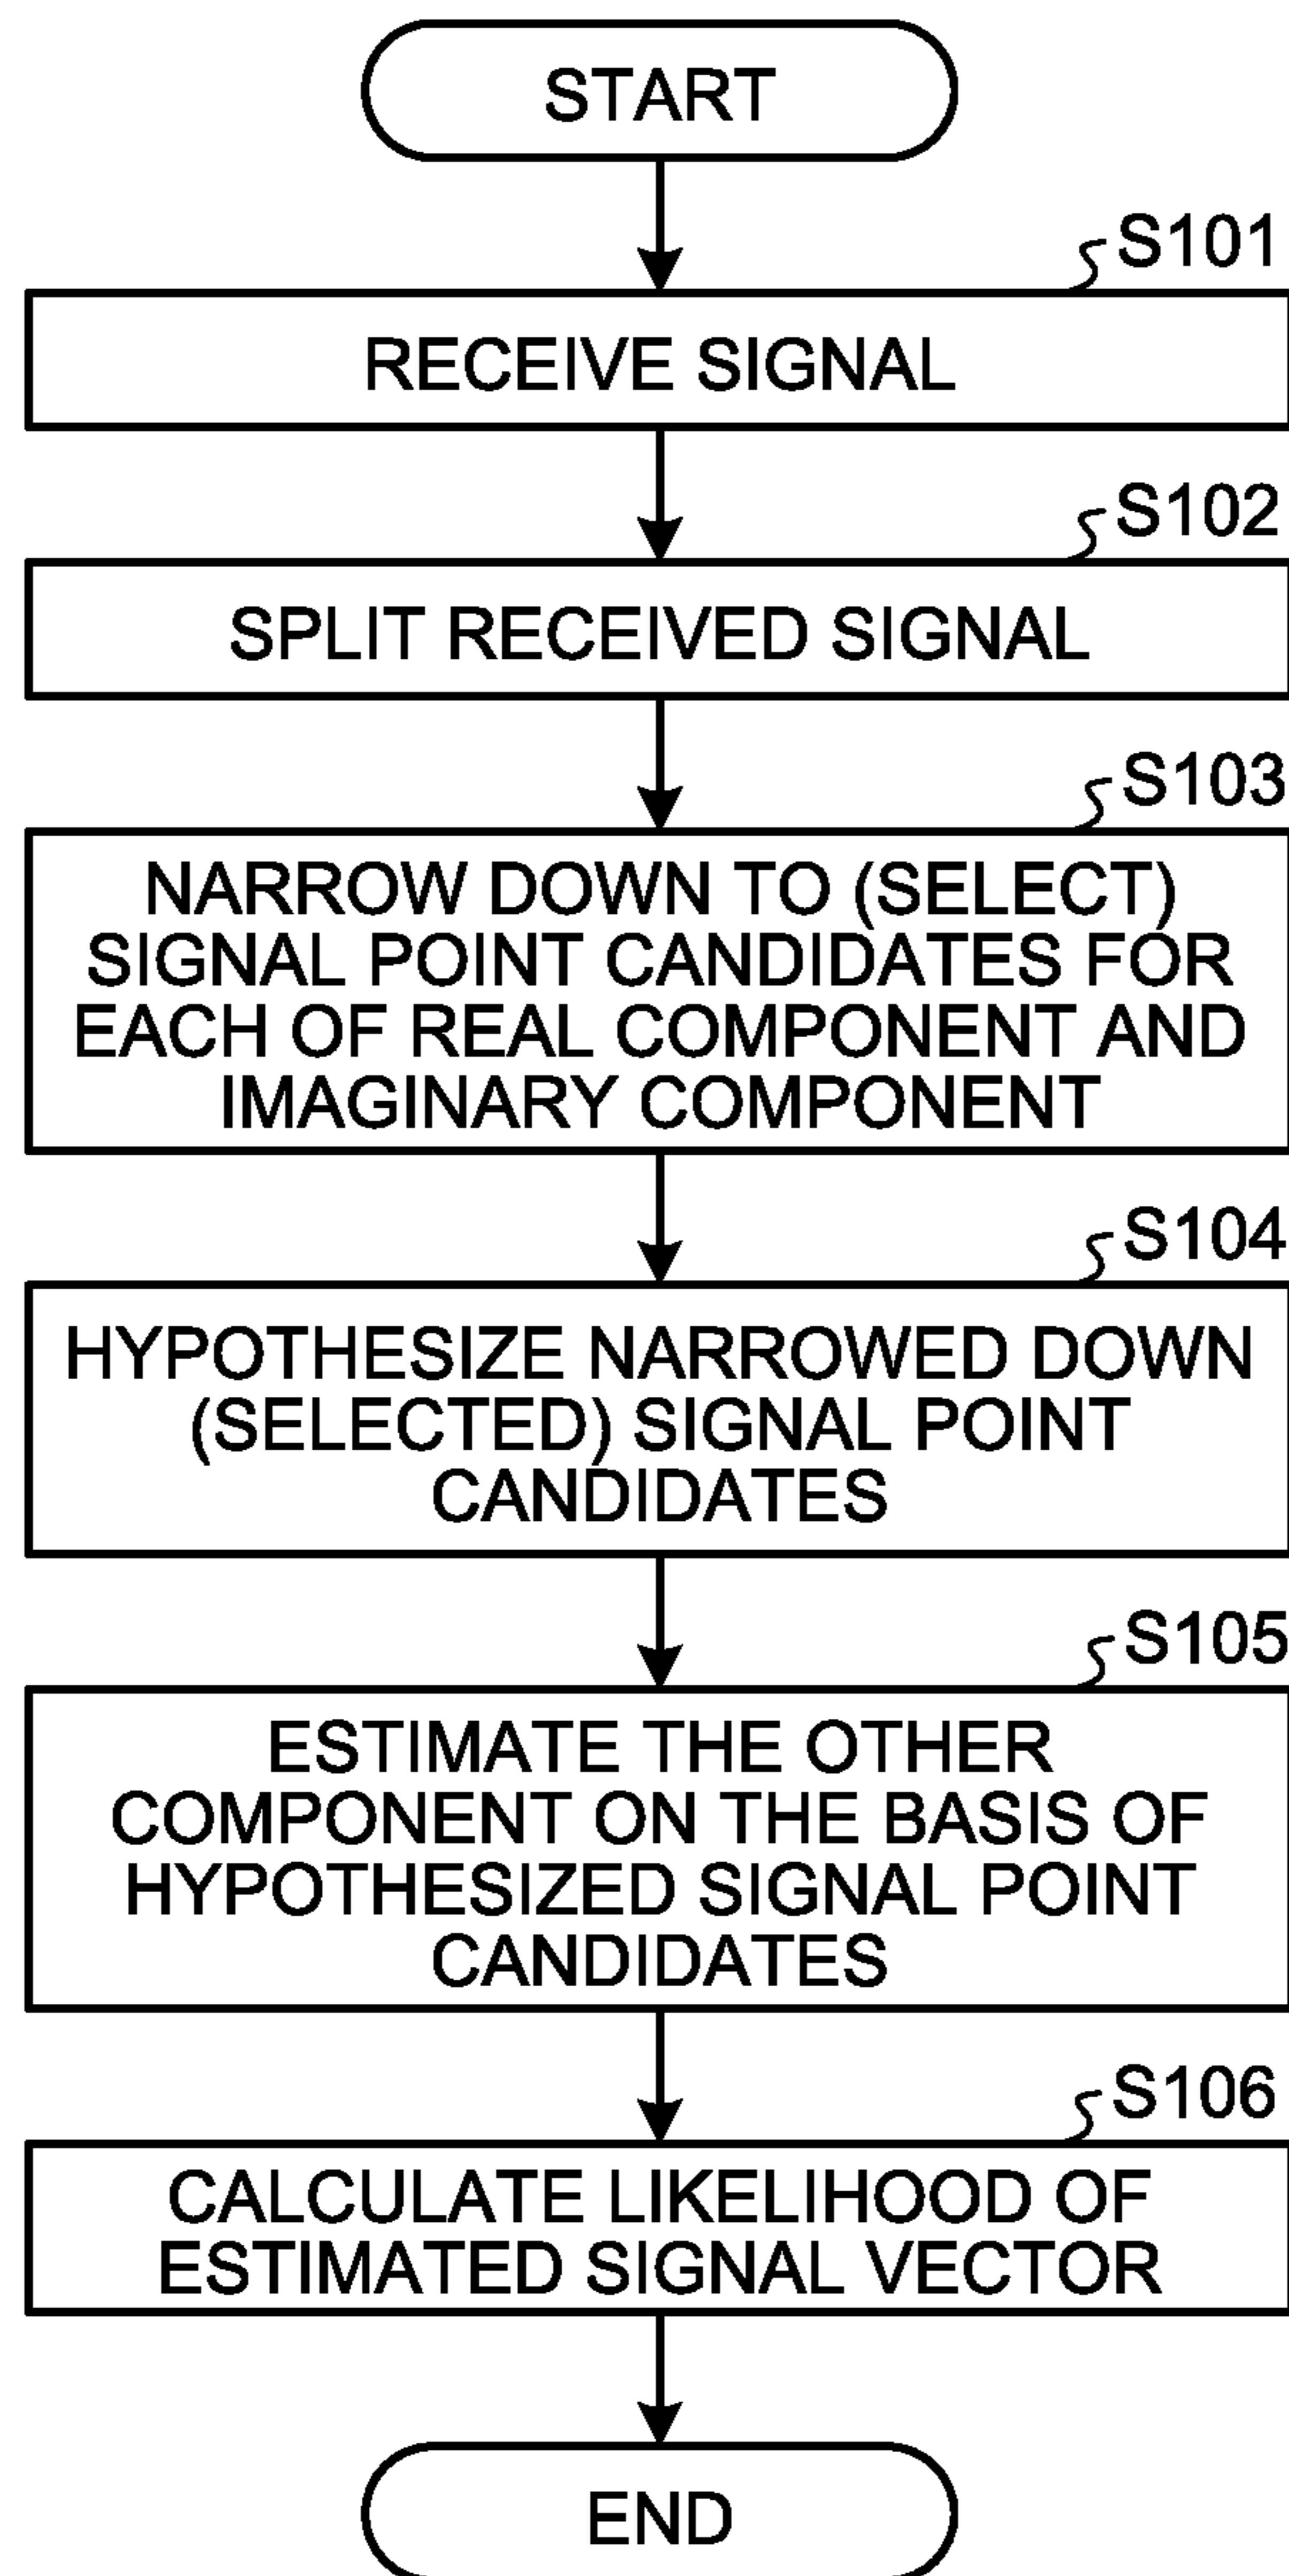 START
S101
RECEIVE SIGNAL
S102
SPLIT RECEIVED SIGNAL
S103
NARROW DOWN TO (SELECT)
SIGNAL POINT CANDIDATES FOR
EACH OF REAL COMPONENT AND
IMAGINARY COMPONENT
S104
HYPOTHESIZE NARROWED DOWN
(SELECTED) SIGNAL POINT
CANDIDATES
S105
ESTIMATE THE OTHER
COMPONENT ON THE BASIS OF
HYPOTHESIZED SIGNAL POINT
CANDIDATES
S106
CALCULATE LIKELIHOOD OF
ESTIMATED SIGNAL VECTOR
END